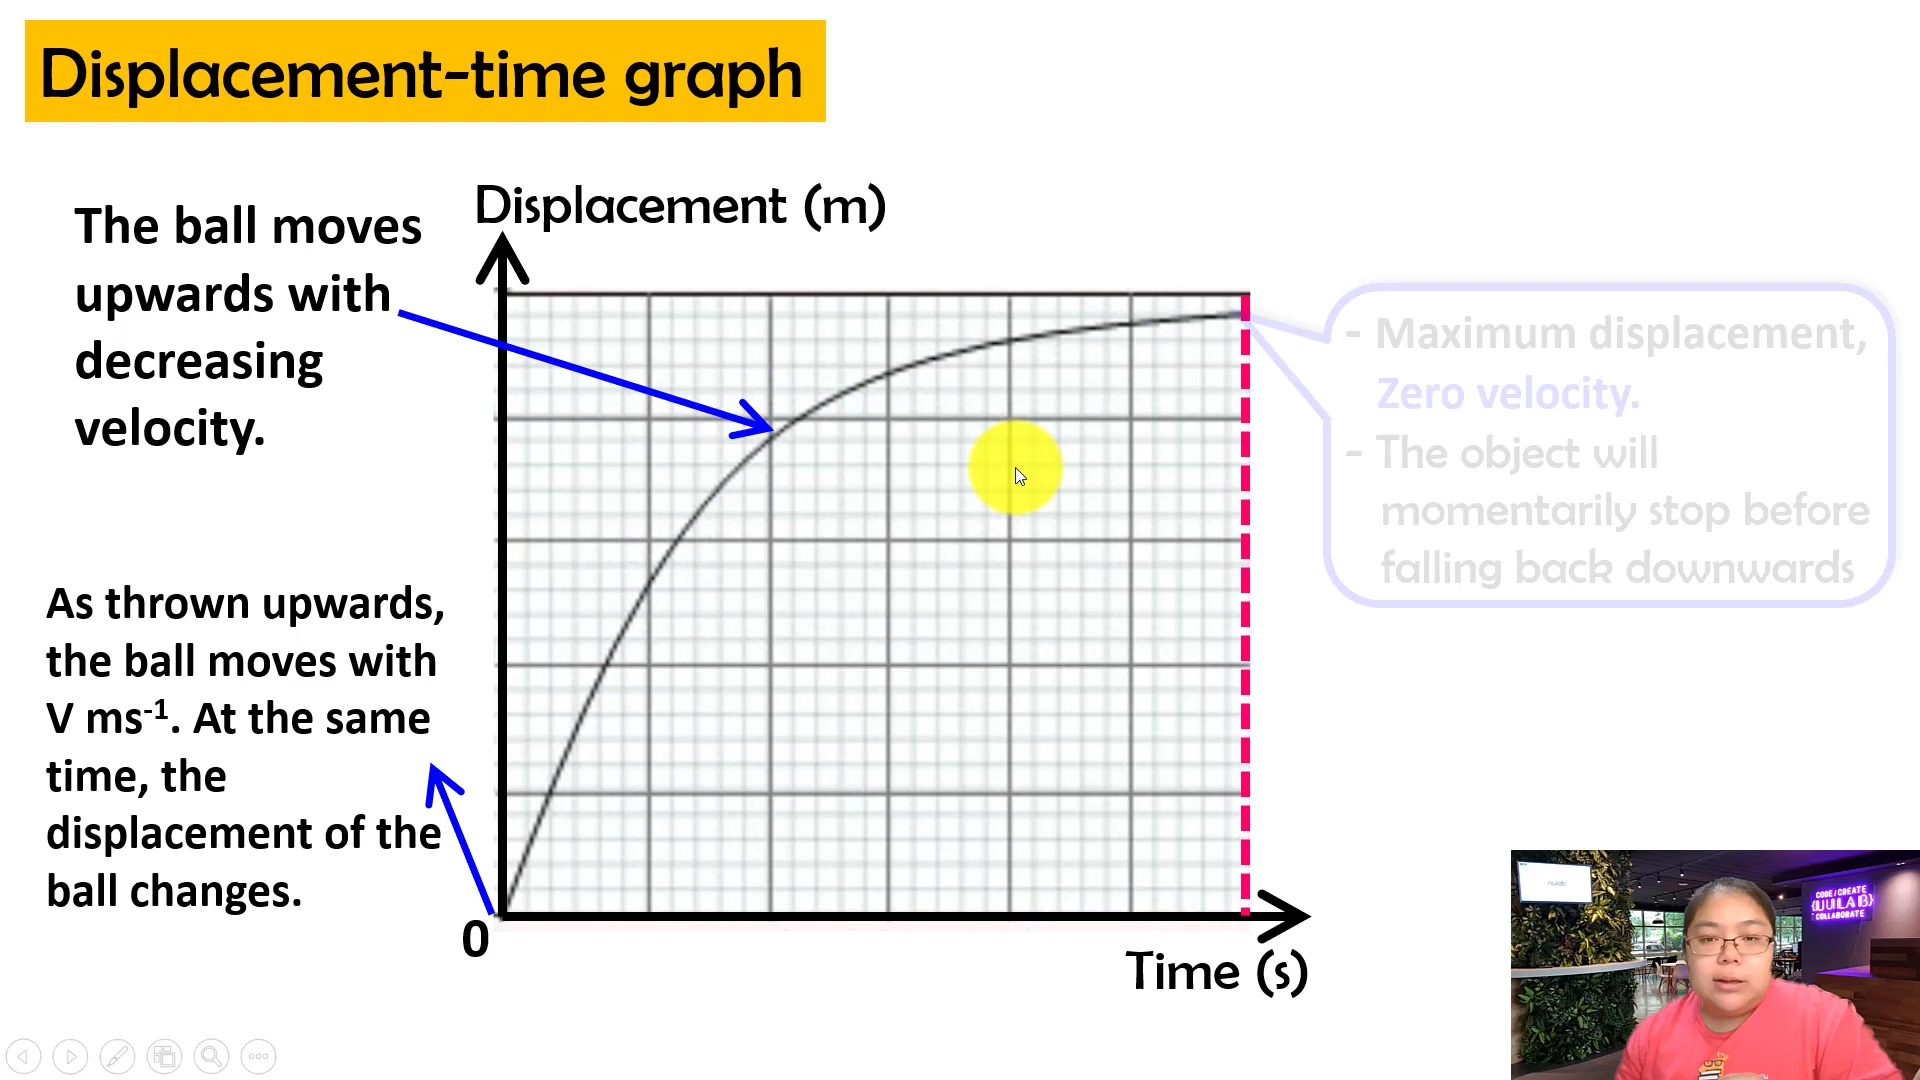 Displacement-time graph
Displacement (m)
The ball moves
upwards with
decreasing
velocity.
- Maximum displacement,
Zero velocity.
- The object will
momentarily stop before
falling back downwards
As thrown upwards,
the ball moves with
V ms⁻¹. At the same
time, the
displacement of the
ball changes.
0
Time (s)
nulab
CODE/CREATE
{NULAB}
COLLABORATE